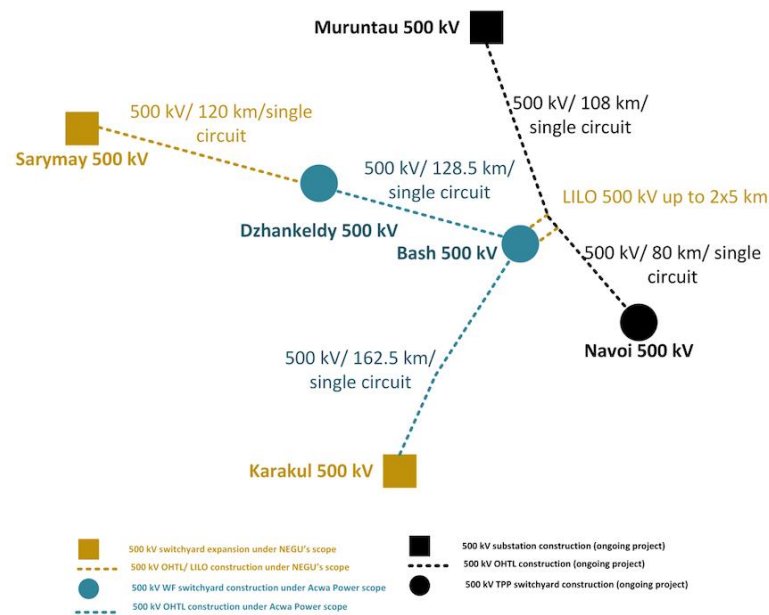 Muruntau 500 kV
500 kV/ 120 km/single
circuit
500 kV/ 108 km/
single circuit
Sarymay 500 kV
500 kV/ 128.5 km/
single circuit
LILO 500 kV up to 2x5 km
Dzhankeldy 500 kV
Bash 500 kV
500 kV/ 80 km/ single
circuit
Navoi 500 kV
500 kV/ 162.5 km/
single circuit
Karakul 500 kV
500 kV switchyard expansion under NEGU's scope
500 kV OHTL/ LILO construction under NEGU's scope
500 kV WF switchyard construction under Acwa Power scope
500 kV OHTL construction under Acwa Power scope
500 kV substation construction (ongoing project)
500 kV OHTL construction (ongoing project)
500 kV TPP switchyard construction (ongoing project)